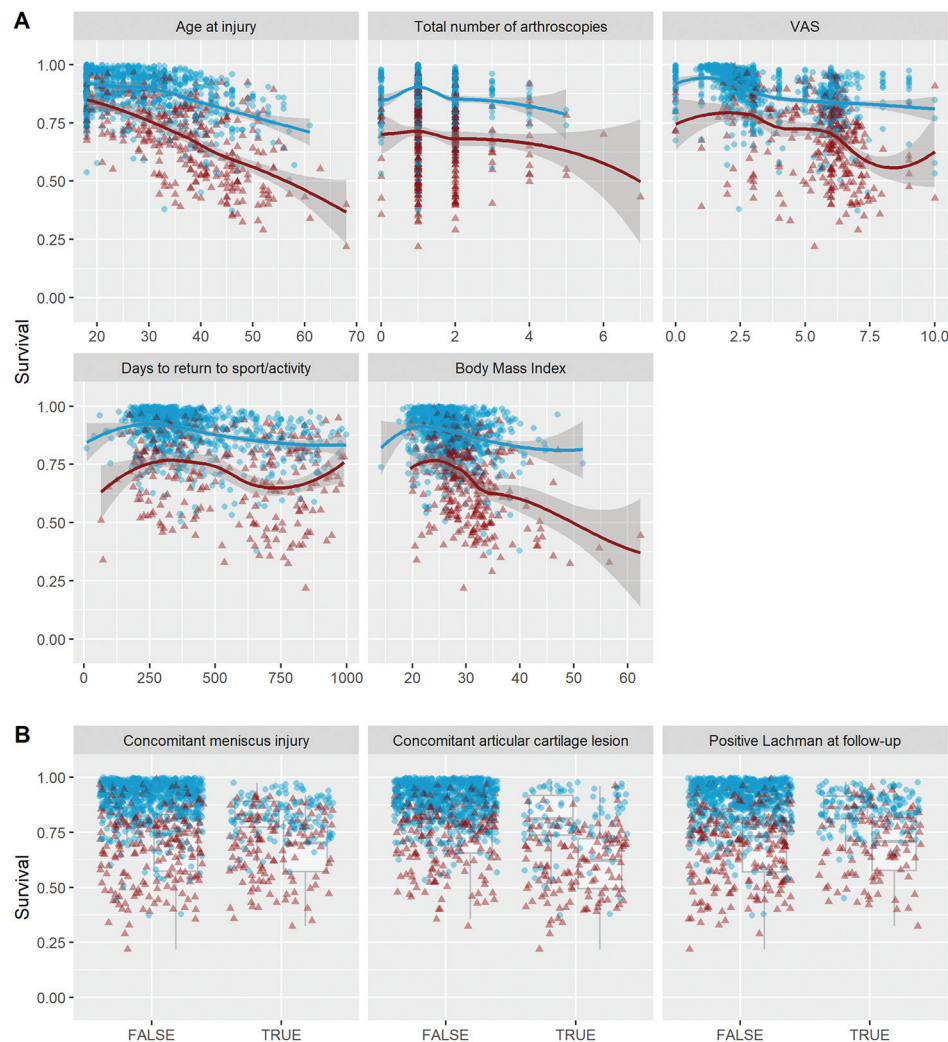 A
Age at injury
Total number of arthroscopies
VAS
1.00
0.75
0.50
0.25
0.00
20 30 40 50 60 70
0 2 4 6
0.0 2.5 5.0 7.5 10.0
Survival
Days to return to sport/activity
Body Mass Index
1.00
0.75
0.50
0.25
0.00
0 250 500 750 1000
20 30 40 50 60
B
Concomitant meniscus injury
Concomitant articular cartilage lesion
Positive Lachman at follow-up
1.00
0.75
0.50
0.25
0.00
Survival
FALSE TRUE
FALSE TRUE
FALSE TRUE